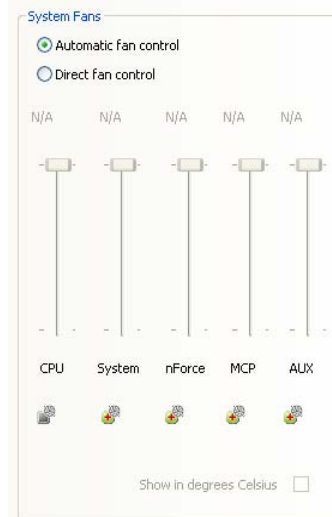 System Fans
Automatic fan control
Direct fan control
N/A N/A N/A N/A N/A
CPU System nForce MCP AUX
Show in degrees Celsius